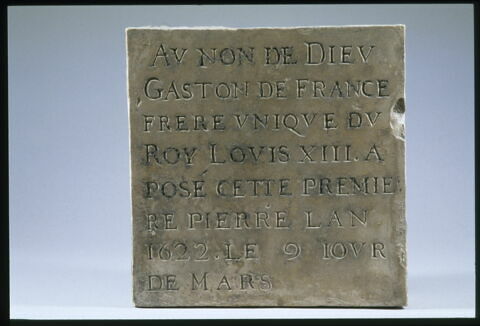 AV NON DE DIEV
GASTON DE FRANCE
FRERE VNIQVE DV
ROY LOVIS XIII. A
POSÉ CETTE PREMIE
RE PIERRE LAN
1622. LE 9 IOVR
DE MARS